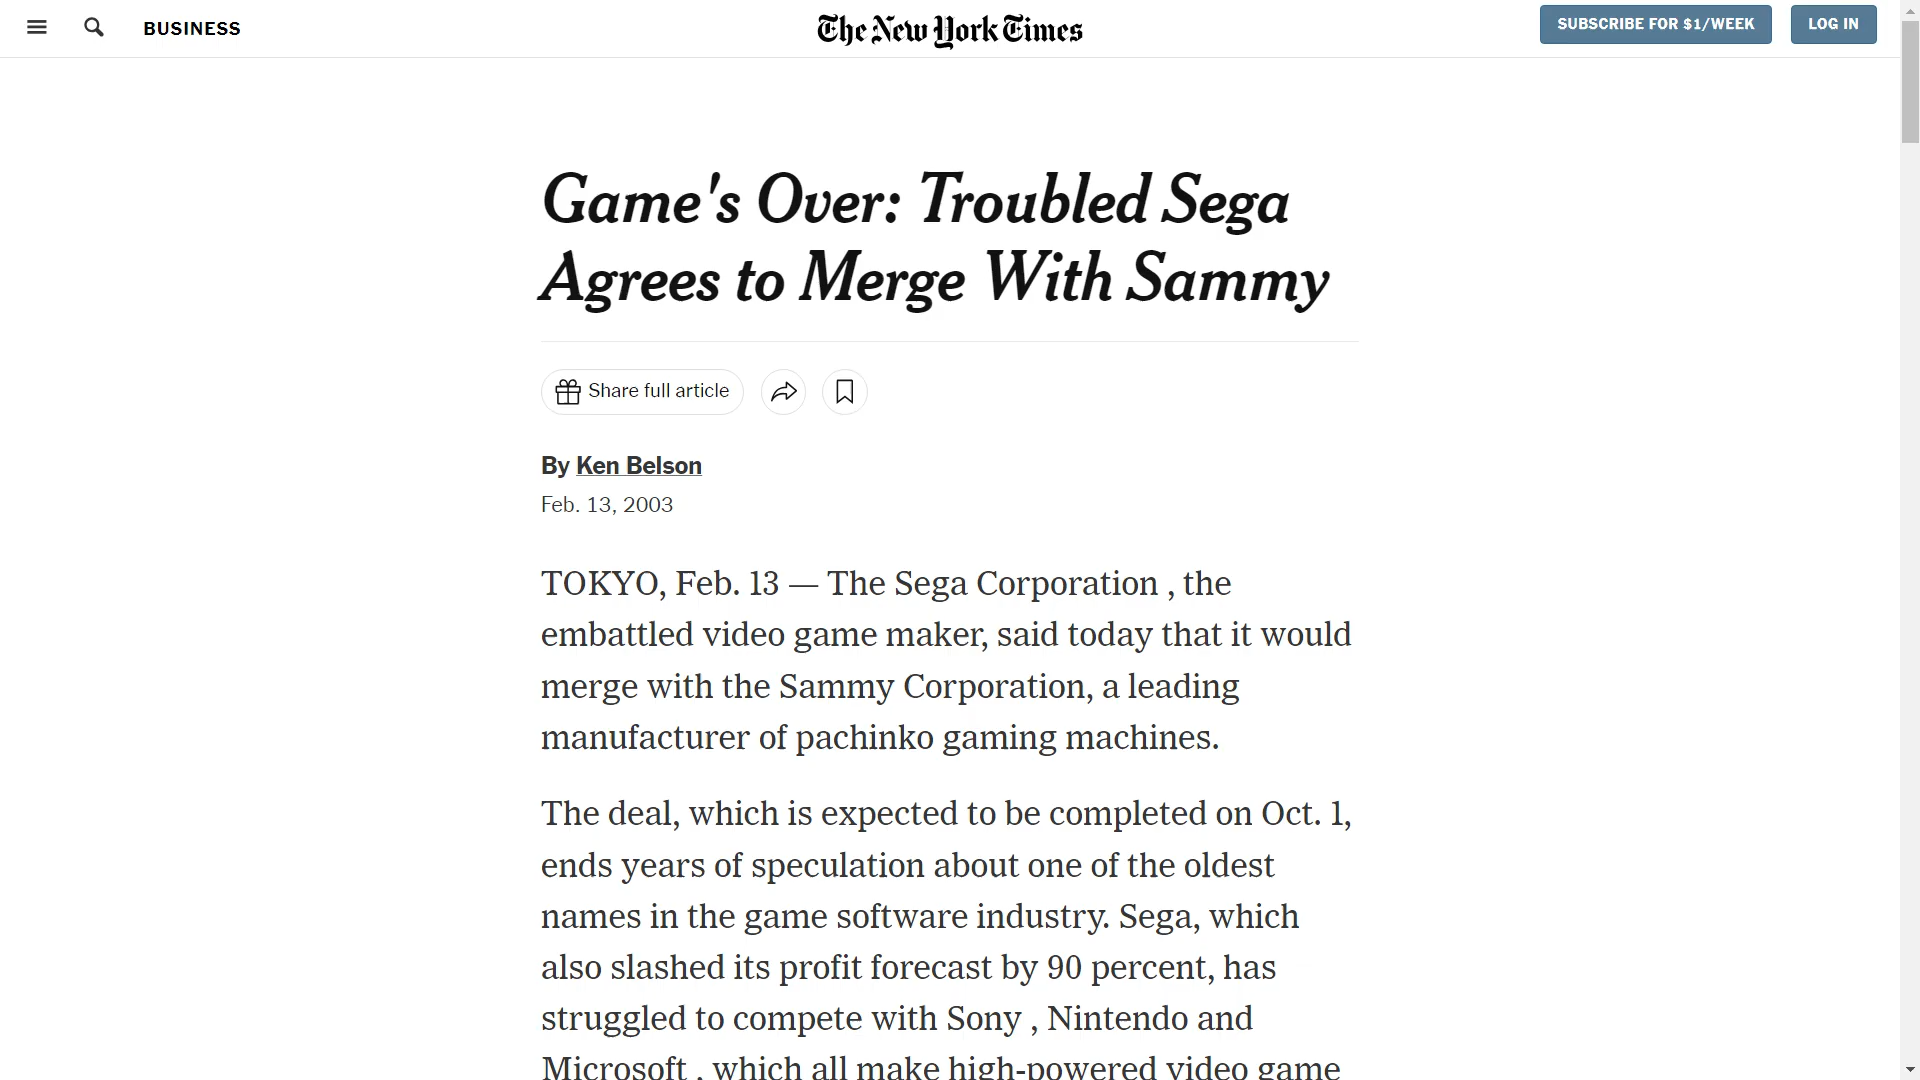 BUSINESS
The New York Times
SUBSCRIBE FOR $1/WEEK
LOG IN
Game's Over: Troubled Sega
Agrees to Merge With Sammy
Share full article
By Ken Belson
Feb. 13, 2003
TOKYO, Feb. 13 — The Sega Corporation , the
embattled video game maker, said today that it would
merge with the Sammy Corporation, a leading
manufacturer of pachinko gaming machines.
The deal, which is expected to be completed on Oct. 1,
ends years of speculation about one of the oldest
names in the game software industry. Sega, which
also slashed its profit forecast by 90 percent, has
struggled to compete with Sony , Nintendo and
Microsoft , which all make high-powered video game